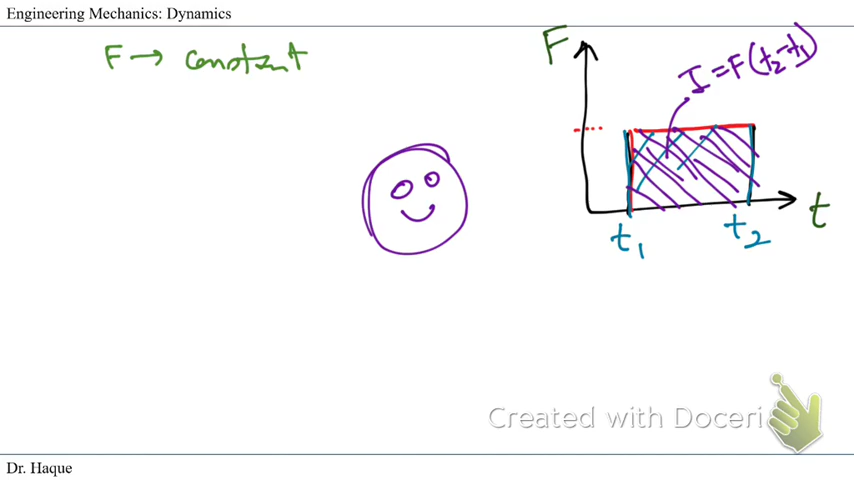 Engineering Mechanics: Dynamics
F → constant
F
I = F(t₂-t₁)
t
t₁
t₂
Created with Doceri
Dr. Haque